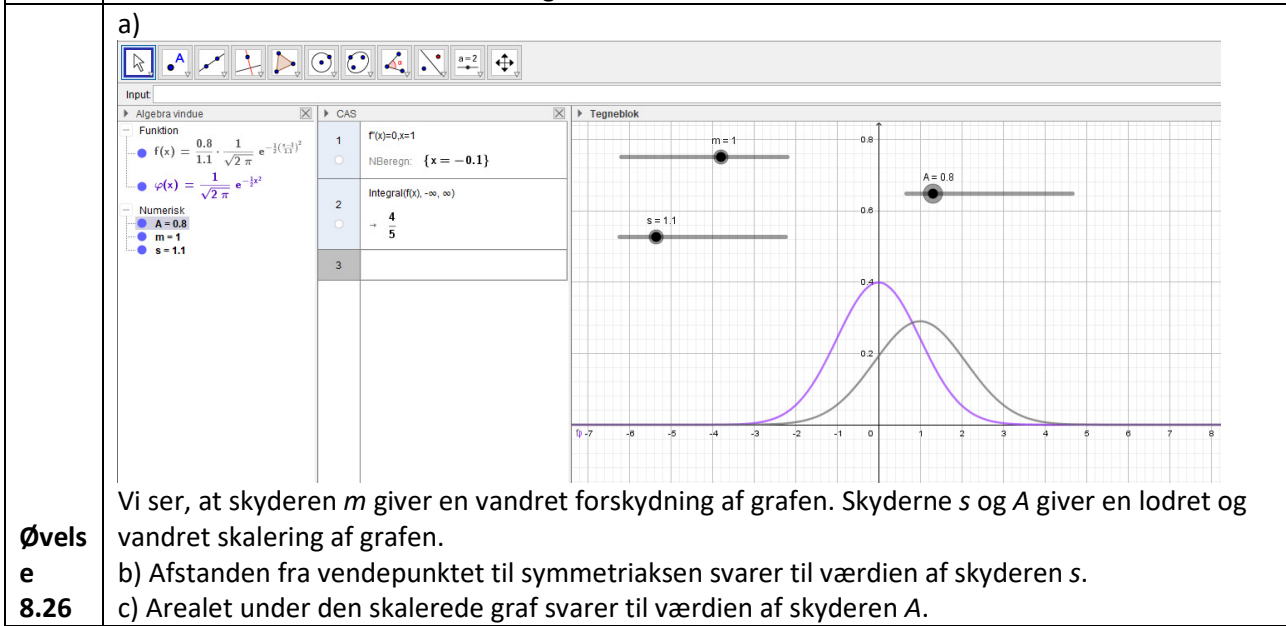 a)
a=2
Input:
Algebra vindue
CAS
Tegneblok
Funktion
f(x) = 0.8/1.1 · 1/√(2 π) e^(-½((x-1)/1.1)²)
φ(x) = 1/√(2 π) e^(-½x²)
Numerisk
A = 0.8
m = 1
s = 1.1
1
f''(x)=0,x=1
NBeregn: {x = −0.1}
2
Integral(f(x), -∞, ∞)
→ 4/5
3
m = 1
A = 0.8
s = 1.1
0.8
0.6
0.4
0.2
-7 -6 -5 -4 -3 -2 -1 0 1 2 3 4 5 6 7 8
Vi ser, at skyderen m giver en vandret forskydning af grafen. Skyderne s og A giver en lodret og
vandret skalering af grafen.
b) Afstanden fra vendepunktet til symmetriaksen svarer til værdien af skyderen s.
c) Arealet under den skalerede graf svarer til værdien af skyderen A.
Øvels
e
8.26